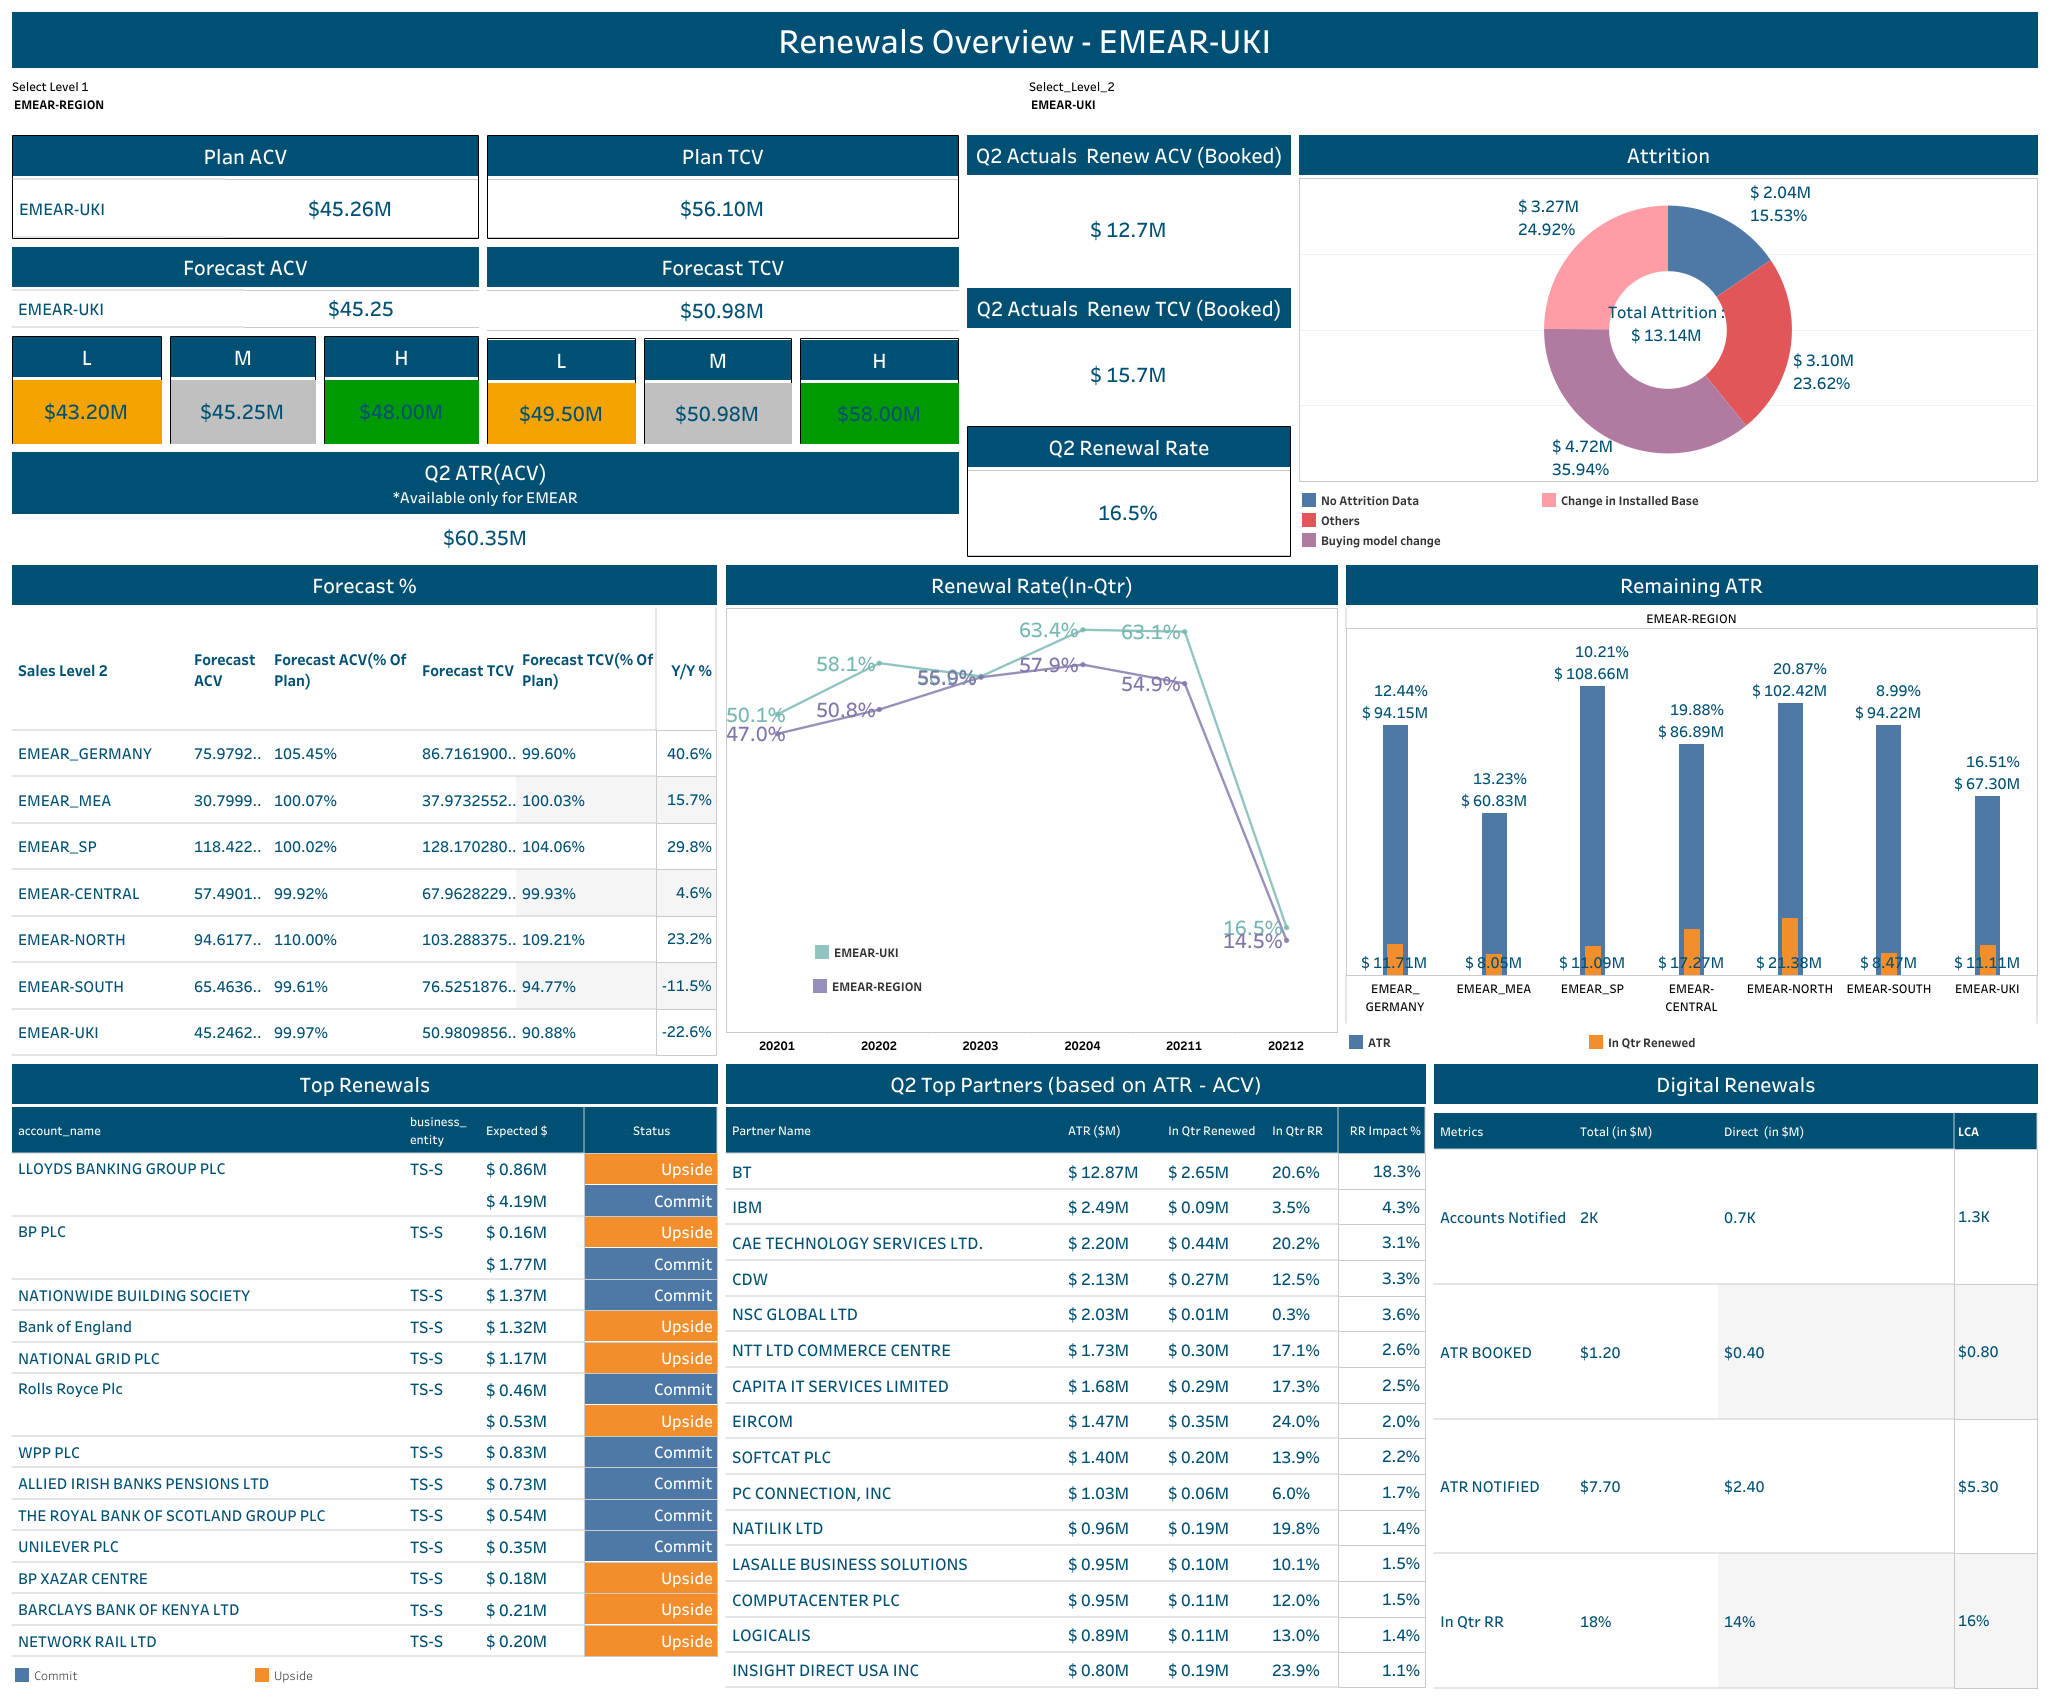 Renewals Overview - EMEAR-UKI
Select Level 1
EMEAR-REGION
Select_Level_2
EMEAR-UKI
Plan ACV
EMEAR-UKI $45.26M
Plan TCV
$56.10M
Forecast ACV
EMEAR-UKI $45.25
Forecast TCV
$50.98M
L M H
$43.20M $45.25M $48.00M
L M H
$49.50M $50.98M $58.00M
Q2 ATR(ACV)
*Available only for EMEAR
$60.35M
Q2 Actuals Renew ACV (Booked)
$ 12.7M
Q2 Actuals Renew TCV (Booked)
$ 15.7M
Q2 Renewal Rate
16.5%
Attrition
$ 2.04M
15.53%
$ 3.27M
24.92%
Total Attrition :
$ 13.14M
$ 3.10M
23.62%
$ 4.72M
35.94%
No Attrition Data
Change in Installed Base
Others
Buying model change
Forecast %
Sales Level 2 Forecast ACV Forecast ACV(% Of Plan) Forecast TCV Forecast TCV(% Of Plan) Y/Y %
EMEAR_GERMANY 75.9792.. 105.45% 86.7161900.. 99.60% 40.6%
EMEAR_MEA 30.7999.. 100.07% 37.9732552.. 100.03% 15.7%
EMEAR_SP 118.422.. 100.02% 128.170280.. 104.06% 29.8%
EMEAR-CENTRAL 57.4901.. 99.92% 67.9628229.. 99.93% 4.6%
EMEAR-NORTH 94.6177.. 110.00% 103.288375.. 109.21% 23.2%
EMEAR-SOUTH 65.4636.. 99.61% 76.5251876.. 94.77% -11.5%
EMEAR-UKI 45.2462.. 99.97% 50.9809856.. 90.88% -22.6%
Renewal Rate(In-Qtr)
63.4% 63.1%
58.1%
57.9%
55.9%
54.9%
50.1% 50.8%
47.0%
16.5%
14.5%
EMEAR-UKI
EMEAR-REGION
20201 20202 20203 20204 20211 20212
Remaining ATR
EMEAR-REGION
12.44%
$ 94.15M
13.23%
$ 60.83M
10.21%
$ 108.66M
19.88%
$ 86.89M
20.87%
$ 102.42M
8.99%
$ 94.22M
16.51%
$ 67.30M
$ 11.71M $ 8.05M $ 11.09M $ 17.27M $ 21.38M $ 8.47M $ 11.11M
EMEAR_
GERMANY
EMEAR_MEA
EMEAR_SP
EMEAR-
CENTRAL
EMEAR-NORTH
EMEAR-SOUTH
EMEAR-UKI
ATR
In Qtr Renewed
Top Renewals
account_name business_entity Expected $ Status
LLOYDS BANKING GROUP PLC TS-S $ 0.86M Upside
$ 4.19M Commit
BP PLC TS-S $ 0.16M Upside
$ 1.77M Commit
NATIONWIDE BUILDING SOCIETY TS-S $ 1.37M Commit
Bank of England TS-S $ 1.32M Upside
NATIONAL GRID PLC TS-S $ 1.17M Upside
Rolls Royce Plc TS-S $ 0.46M Commit
$ 0.53M Upside
WPP PLC TS-S $ 0.83M Commit
ALLIED IRISH BANKS PENSIONS LTD TS-S $ 0.73M Commit
THE ROYAL BANK OF SCOTLAND GROUP PLC TS-S $ 0.54M Commit
UNILEVER PLC TS-S $ 0.35M Commit
BP XAZAR CENTRE TS-S $ 0.18M Upside
BARCLAYS BANK OF KENYA LTD TS-S $ 0.21M Upside
NETWORK RAIL LTD TS-S $ 0.20M Upside
Commit
Upside
Q2 Top Partners (based on ATR - ACV)
Partner Name ATR ($M) In Qtr Renewed In Qtr RR RR Impact %
BT $ 12.87M $ 2.65M 20.6% 18.3%
IBM $ 2.49M $ 0.09M 3.5% 4.3%
CAE TECHNOLOGY SERVICES LTD. $ 2.20M $ 0.44M 20.2% 3.1%
CDW $ 2.13M $ 0.27M 12.5% 3.3%
NSC GLOBAL LTD $ 2.03M $ 0.01M 0.3% 3.6%
NTT LTD COMMERCE CENTRE $ 1.73M $ 0.30M 17.1% 2.6%
CAPITA IT SERVICES LIMITED $ 1.68M $ 0.29M 17.3% 2.5%
EIRCOM $ 1.47M $ 0.35M 24.0% 2.0%
SOFTCAT PLC $ 1.40M $ 0.20M 13.9% 2.2%
PC CONNECTION, INC $ 1.03M $ 0.06M 6.0% 1.7%
NATILIK LTD $ 0.96M $ 0.19M 19.8% 1.4%
LASALLE BUSINESS SOLUTIONS $ 0.95M $ 0.10M 10.1% 1.5%
COMPUTACENTER PLC $ 0.95M $ 0.11M 12.0% 1.5%
LOGICALIS $ 0.89M $ 0.11M 13.0% 1.4%
INSIGHT DIRECT USA INC $ 0.80M $ 0.19M 23.9% 1.1%
Digital Renewals
Metrics Total (in $M) Direct (in $M) LCA
Accounts Notified 2K 0.7K 1.3K
ATR BOOKED $1.20 $0.40 $0.80
ATR NOTIFIED $7.70 $2.40 $5.30
In Qtr RR 18% 14% 16%